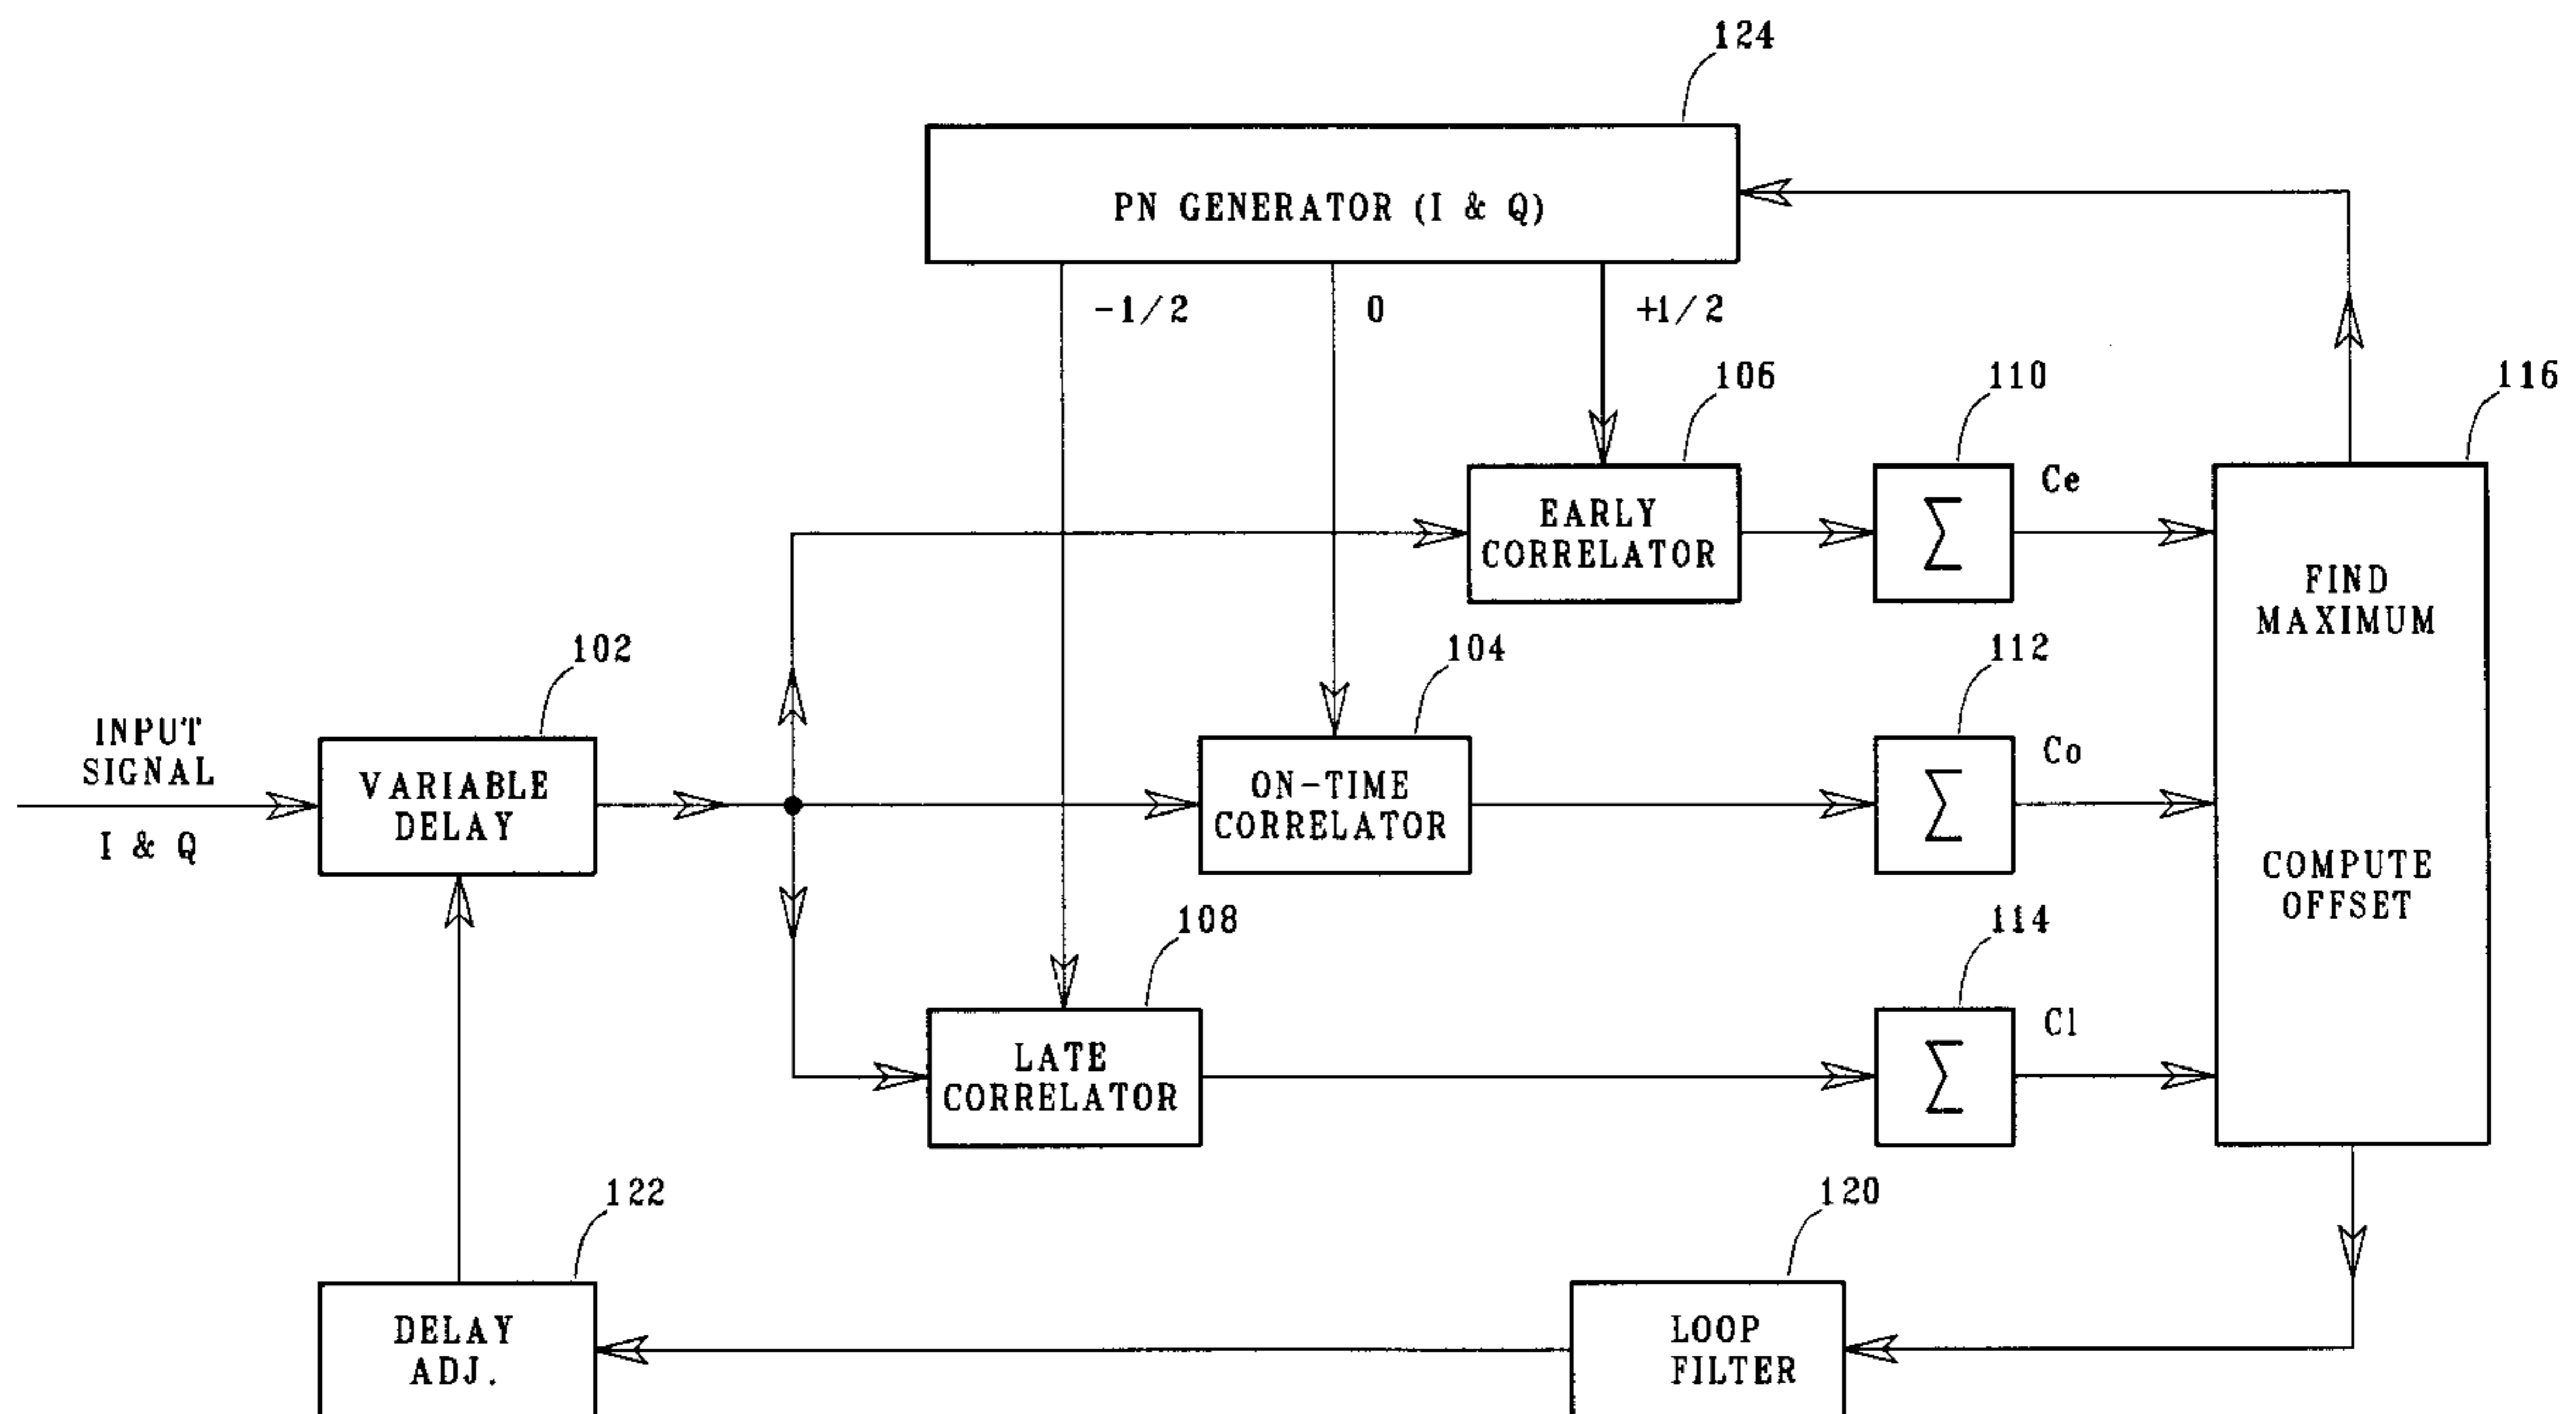 124
PN GENERATOR (I & Q)
-1/2
0
+1/2
106
110
116
EARLY
CORRELATOR
Σ
Ce
FIND
MAXIMUM
102
104
112
INPUT
SIGNAL
I & Q
VARIABLE
DELAY
ON-TIME
CORRELATOR
Σ
Co
COMPUTE
OFFSET
108
114
LATE
CORRELATOR
Σ
Cl
122
120
DELAY
ADJ.
LOOP
FILTER